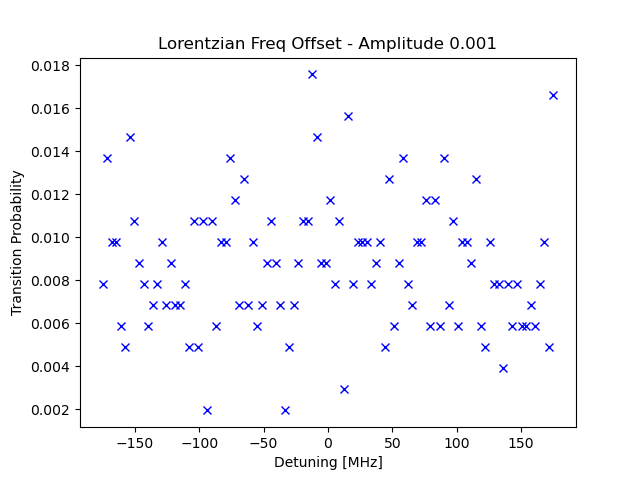 Lorentzian Freq Offset - Amplitude 0.001
Transition Probability
0.018
0.016
0.014
0.012
0.010
0.008
0.006
0.004
0.002
−150 −100 −50 0 50 100 150
Detuning [MHz]